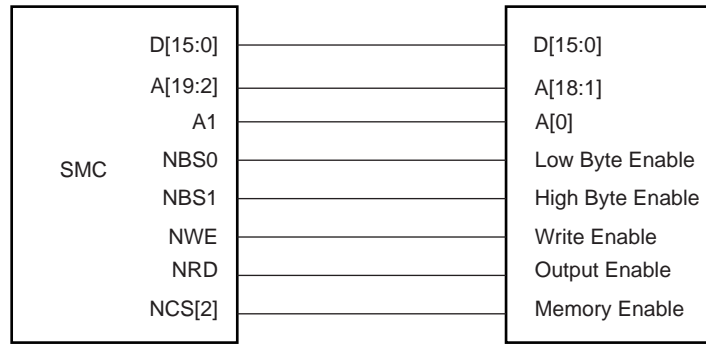 D[15:0] D[15:0]
A[19:2] A[18:1]
A1 A[0]
SMC NBS0 Low Byte Enable
NBS1 High Byte Enable
NWE Write Enable
NRD Output Enable
NCS[2] Memory Enable